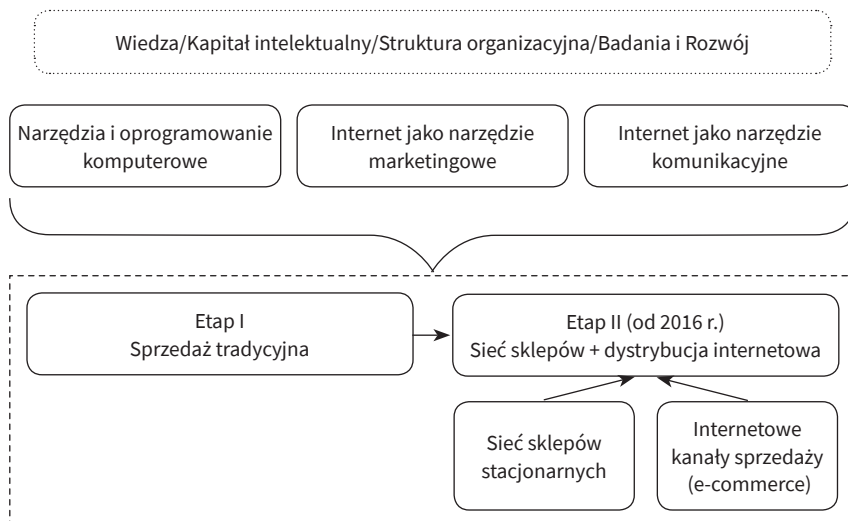 Wiedza/Kapitał intelektualny/Struktura organizacyjna/Badania i Rozwój
Narzędzia i oprogramowanie
komputerowe
Internet jako narzędzie
marketingowe
Internet jako narzędzie
komunikacyjne
Etap I
Sprzedaż tradycyjna
Etap II (od 2016 r.)
Sieć sklepów + dystrybucja internetowa
Sieć sklepów
stacjonarnych
Internetowe
kanały sprzedaży
(e-commerce)